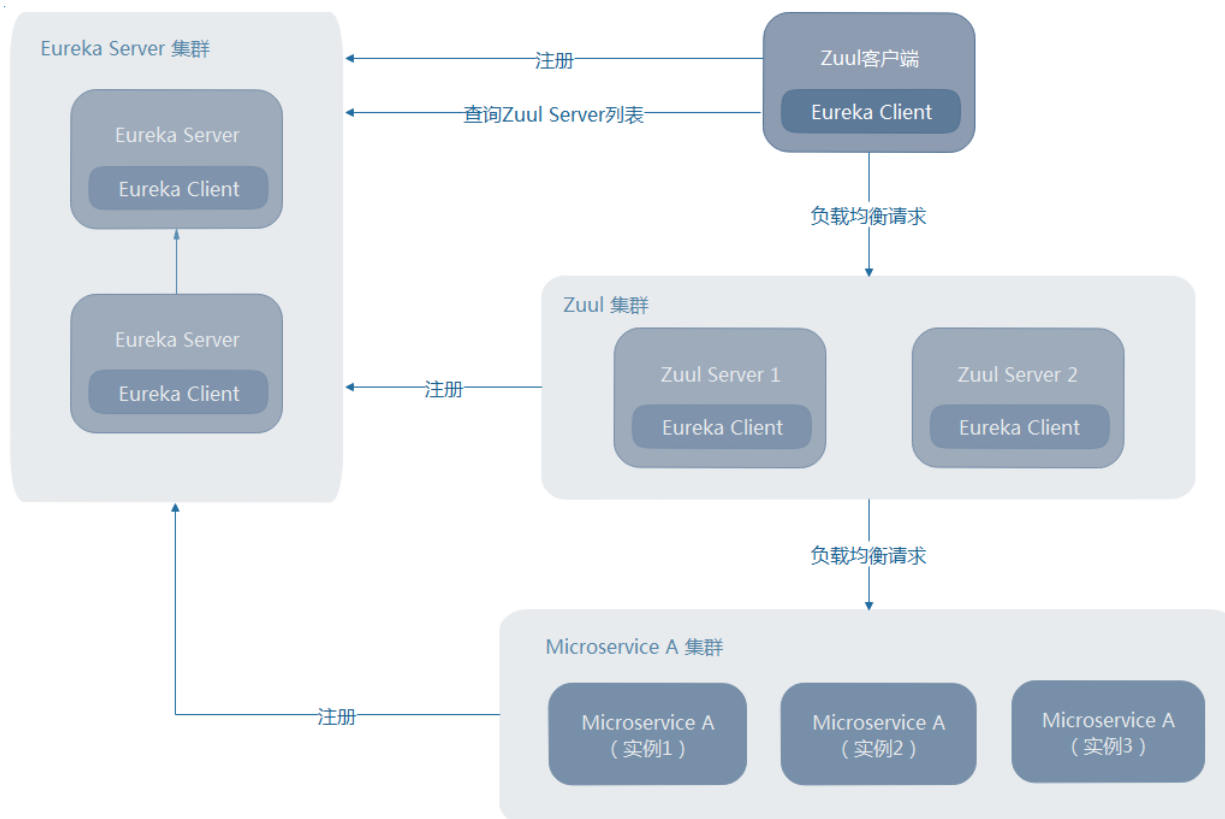 Eureka Server 集群
Eureka Server
Eureka Client
Eureka Server
Eureka Client
注册
查询Zuul Server列表
Zuul客户端
Eureka Client
负载均衡请求
Zuul 集群
Zuul Server 1
Eureka Client
Zuul Server 2
Eureka Client
注册
负载均衡请求
Microservice A 集群
Microservice A
（实例1）
Microservice A
（实例2）
Microservice A
（实例3）
注册